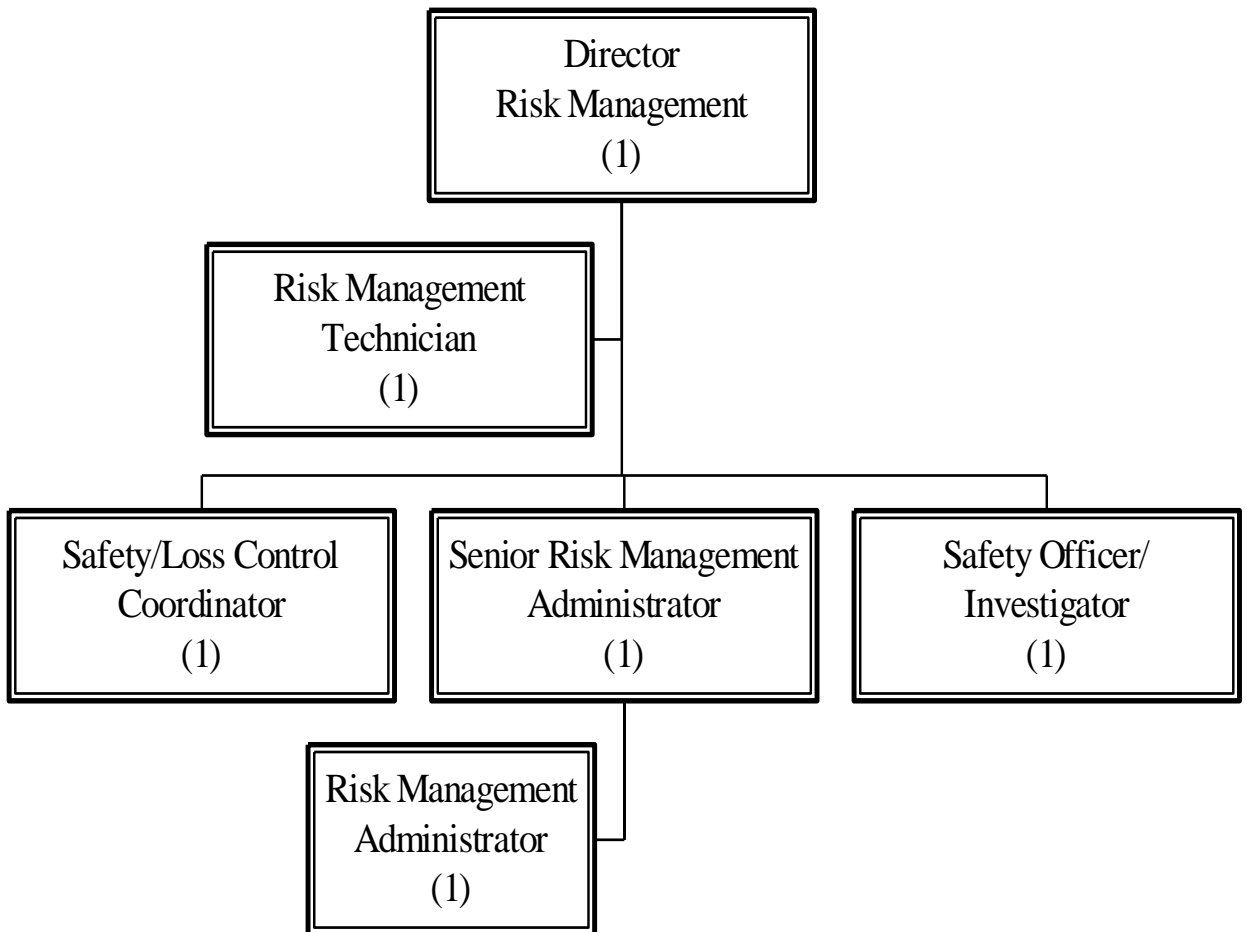 Director
Risk Management
(1)
Risk Management
Technician
(1)
Safety/Loss Control
Coordinator
(1)
Senior Risk Management
Administrator
(1)
Safety Officer/
Investigator
(1)
Risk Management
Administrator
(1)